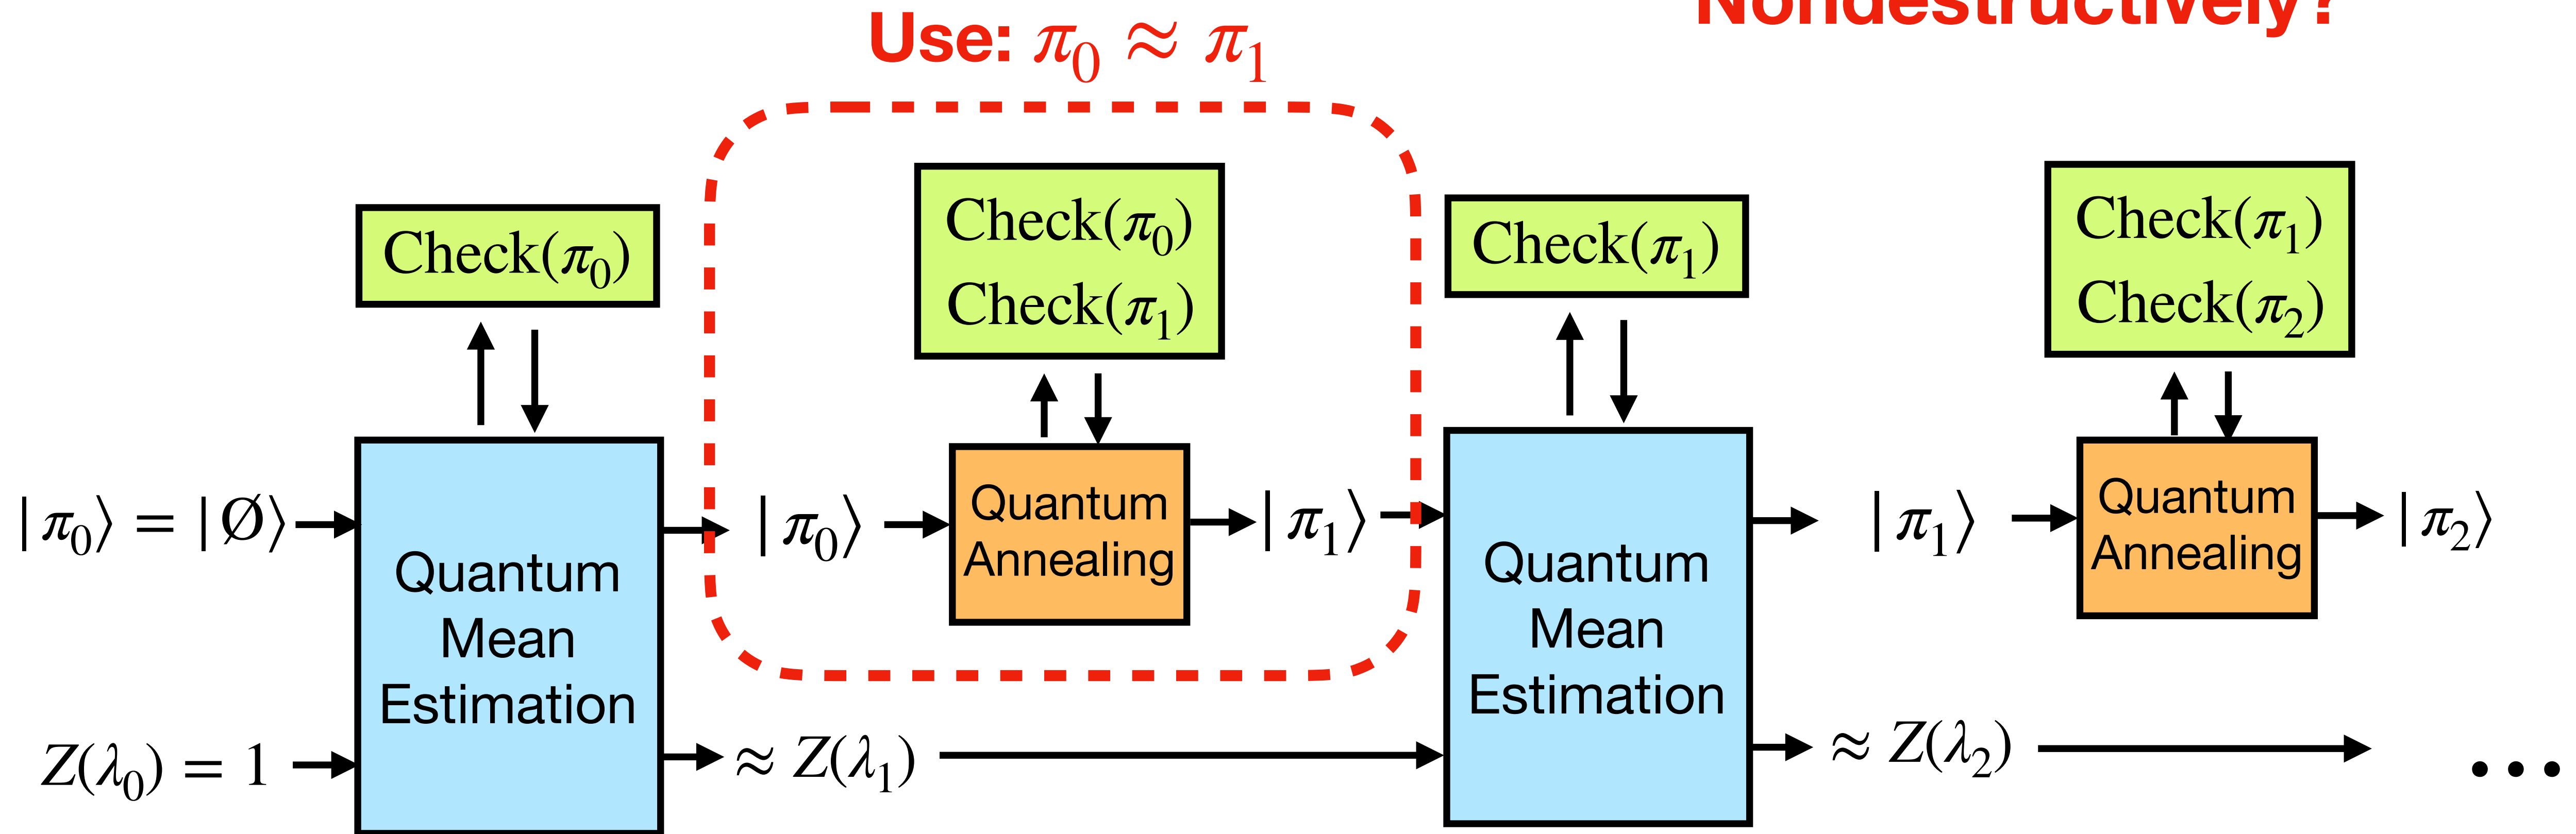 Nondestructively?
Use: π₀ ≈ π₁
Check(π₀)
Check(π₀)
Check(π₁)
Check(π₁)
Check(π₁)
Check(π₂)
|π₀⟩ = |Ø⟩
Quantum
Mean
Estimation
|π₀⟩
Quantum
Annealing
|π₁⟩
Quantum
Mean
Estimation
|π₁⟩
Quantum
Annealing
|π₂⟩
Z(λ₀) = 1
≈ Z(λ₁)
≈ Z(λ₂)
...